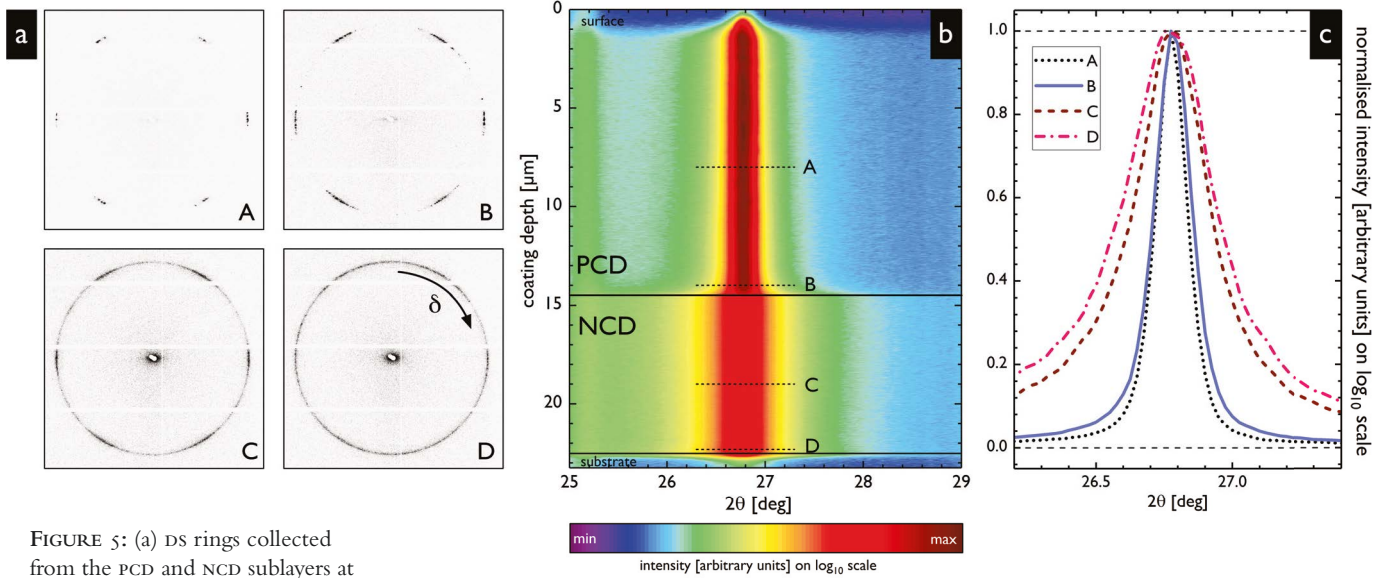 a
A
B
C
D
δ
b
surface
PCD
NCD
substrate
A
B
C
D
0
5
10
15
20
coating depth [µm]
25
26
27
28
29
2θ [deg]
min
max
intensity [arbitrary units] on log10 scale
c
A
B
C
D
1.0
0.8
0.6
0.4
0.2
0.0
26.5
27.0
2θ [deg]
normalised intensity [arbitrary units] on log10 scale
FIGURE 5: (a) DS rings collected
from the PCD and NCD sublayers at